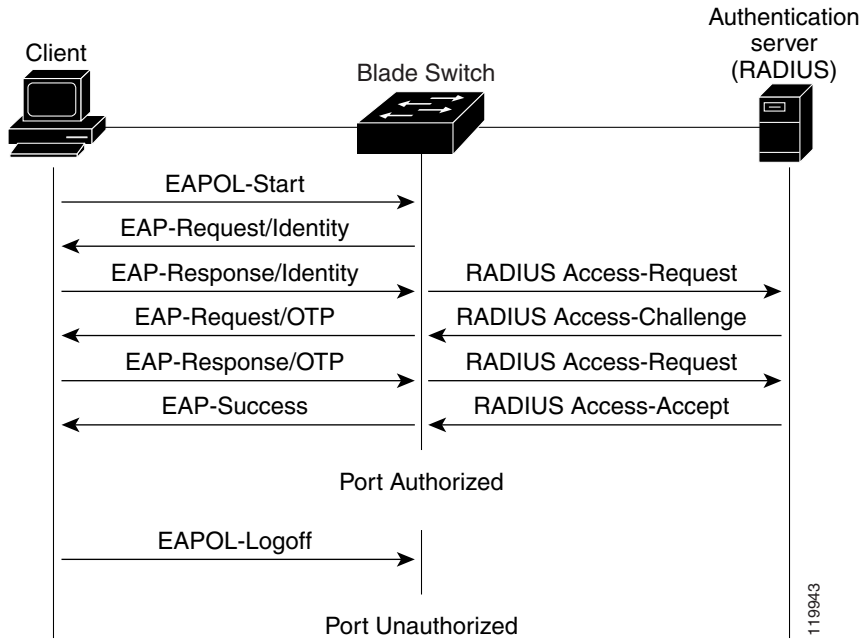 Client
Blade Switch
Authentication
server
(RADIUS)
EAPOL-Start
EAP-Request/Identity
EAP-Response/Identity
RADIUS Access-Request
EAP-Request/OTP
RADIUS Access-Challenge
EAP-Response/OTP
RADIUS Access-Request
EAP-Success
RADIUS Access-Accept
Port Authorized
EAPOL-Logoff
Port Unauthorized
119943